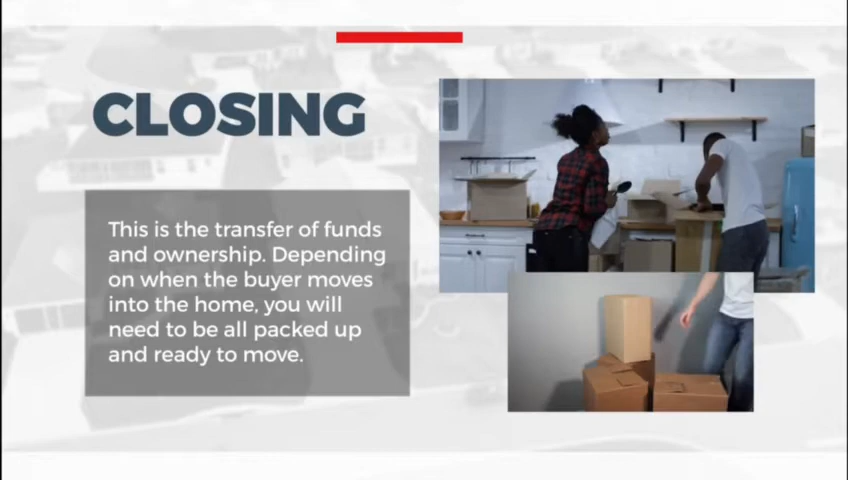 CLOSING
This is the transfer of funds
and ownership. Depending
on when the buyer moves
into the home, you will
need to be all packed up
and ready to move.